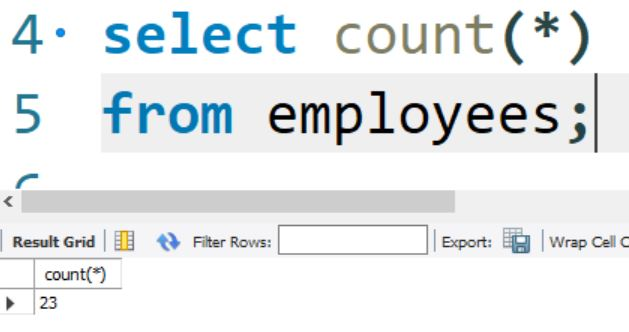 4 select count(*)
5 from employees;
Result Grid Filter Rows: Export: Wrap Cell
count(*)
23